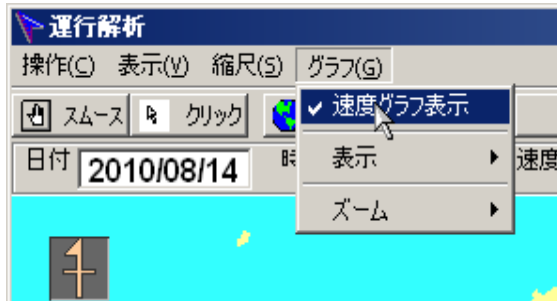 運行解析
操作(C) 表示(V) 縮尺(S) グラフ(G)
スムース クリック
速度グラフ表示
日付 2010/08/14 時
表示
速度
ズーム